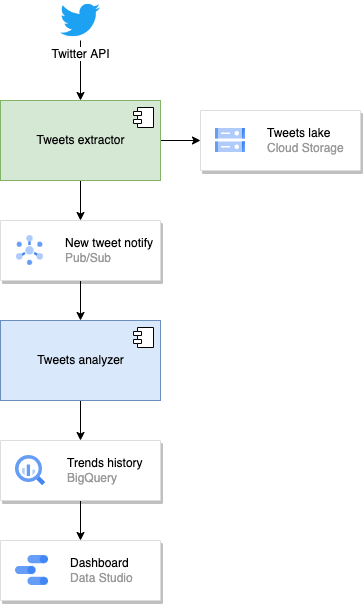 Twitter API
Tweets extractor
Tweets lake
Cloud Storage
New tweet notify
Pub/Sub
Tweets analyzer
Trends history
BigQuery
Dashboard
Data Studio